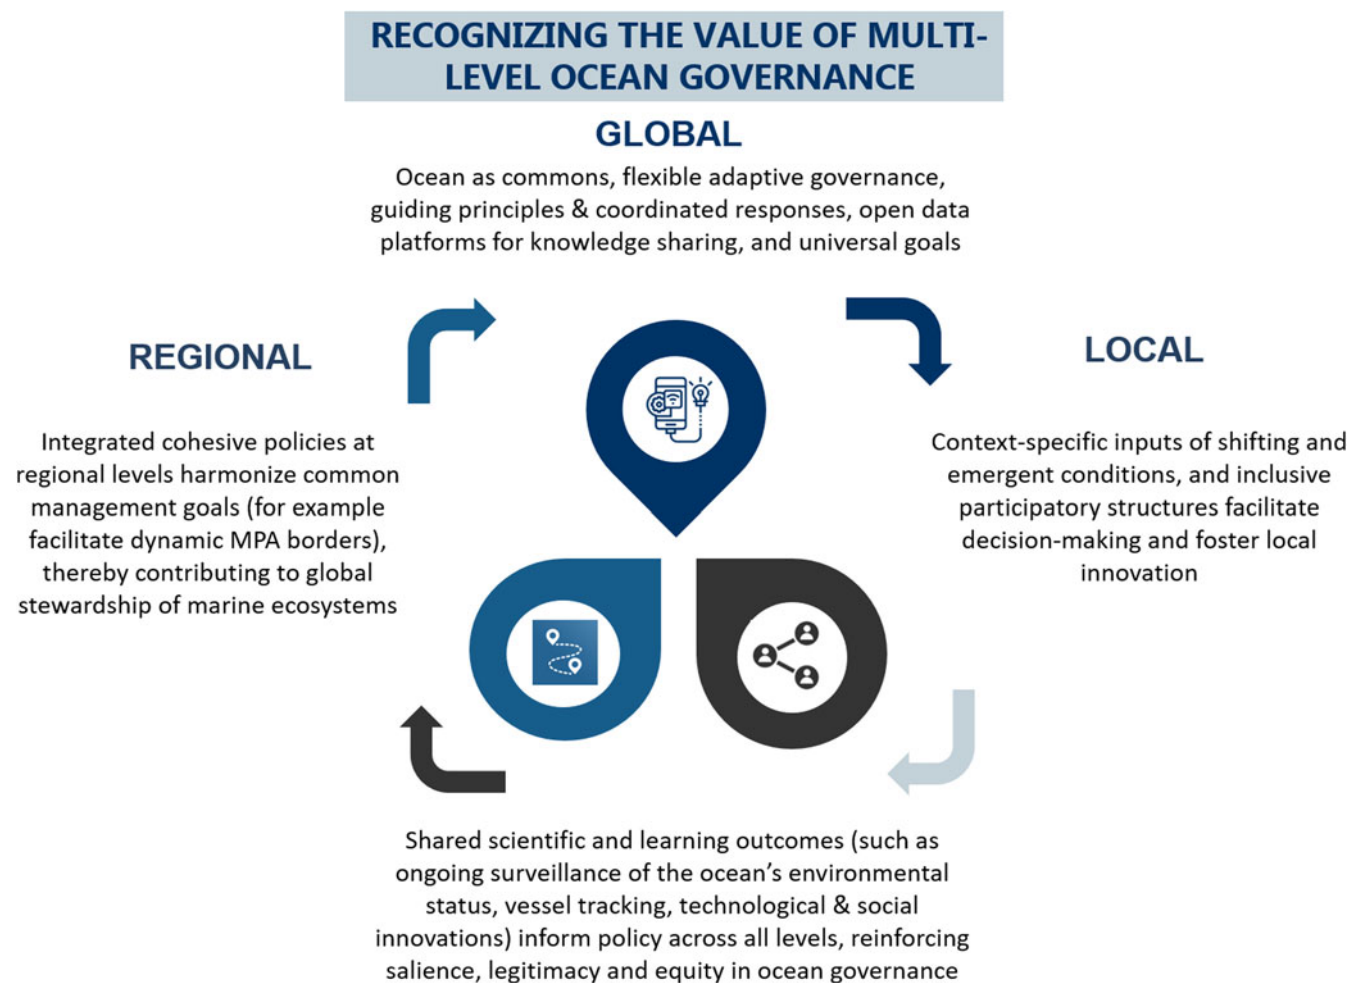 RECOGNIZING THE VALUE OF MULTI-
LEVEL OCEAN GOVERNANCE
GLOBAL
Ocean as commons, flexible adaptive governance,
guiding principles & coordinated responses, open data
platforms for knowledge sharing, and universal goals
REGIONAL
Integrated cohesive policies at
regional levels harmonize common
management goals (for example
facilitate dynamic MPA borders),
thereby contributing to global
stewardship of marine ecosystems
LOCAL
Context-specific inputs of shifting and
emergent conditions, and inclusive
participatory structures facilitate
decision-making and foster local
innovation
Shared scientific and learning outcomes (such as
ongoing surveillance of the ocean’s environmental
status, vessel tracking, technological & social
innovations) inform policy across all levels, reinforcing
salience, legitimacy and equity in ocean governance